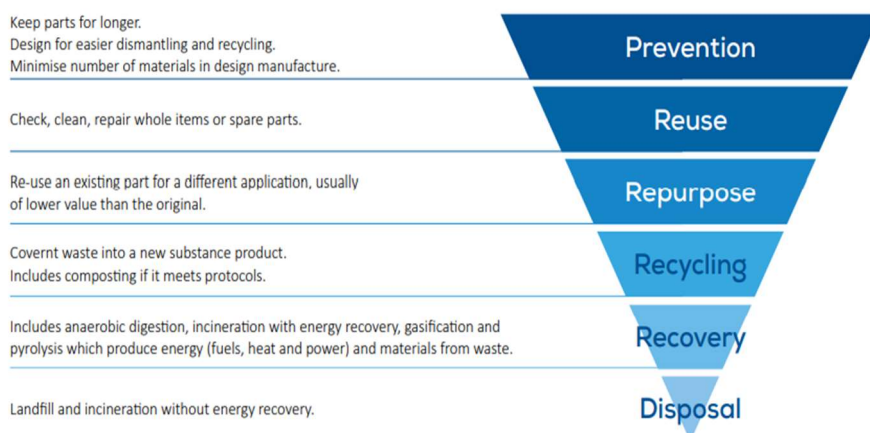 Keep parts for longer.
Design for easier dismantling and recycling.
Minimise number of materials in design manufacture.
Prevention
Check, clean, repair whole items or spare parts.
Reuse
Re-use an existing part for a different application, usually
of lower value than the original.
Repurpose
Covernt waste into a new substance product.
Includes composting if it meets protocols.
Recycling
Includes anaerobic digestion, incineration with energy recovery, gasification and
pyrolysis which produce energy (fuels, heat and power) and materials from waste.
Recovery
Landfill and incineration without energy recovery.
Disposal